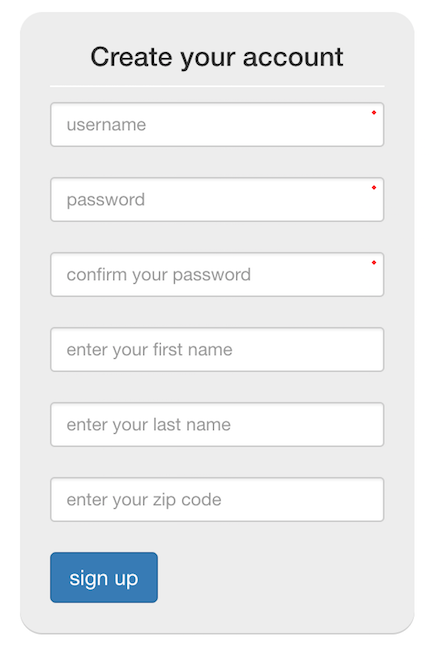 Create your account
username *
password *
confirm your password *
enter your first name
enter your last name
enter your zip code
sign up